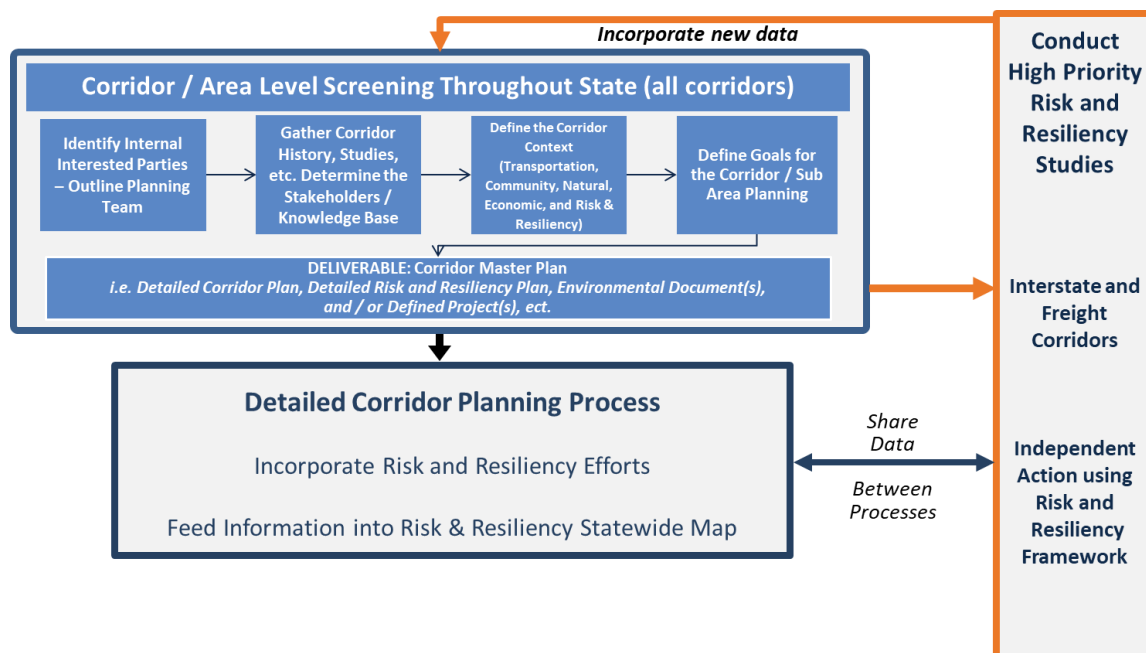 Incorporate new data
Corridor / Area Level Screening Throughout State (all corridors)
Identify Internal
Interested Parties
– Outline Planning
Team
Gather Corridor
History, Studies,
etc. Determine the
Stakeholders /
Knowledge Base
Define the Corridor
Context
(Transportation,
Community, Natural,
Economic, and Risk &
Resiliency)
Define Goals for
the Corridor / Sub
Area Planning
DELIVERABLE: Corridor Master Plan
i.e. Detailed Corridor Plan, Detailed Risk and Resiliency Plan, Environmental Document(s),
and / or Defined Project(s), ect.
Detailed Corridor Planning Process
Incorporate Risk and Resiliency Efforts
Feed Information into Risk & Resiliency Statewide Map
Share
Data
Between
Processes
Conduct
High Priority
Risk and
Resiliency
Studies
Interstate and
Freight
Corridors
Independent
Action using
Risk and
Resiliency
Framework